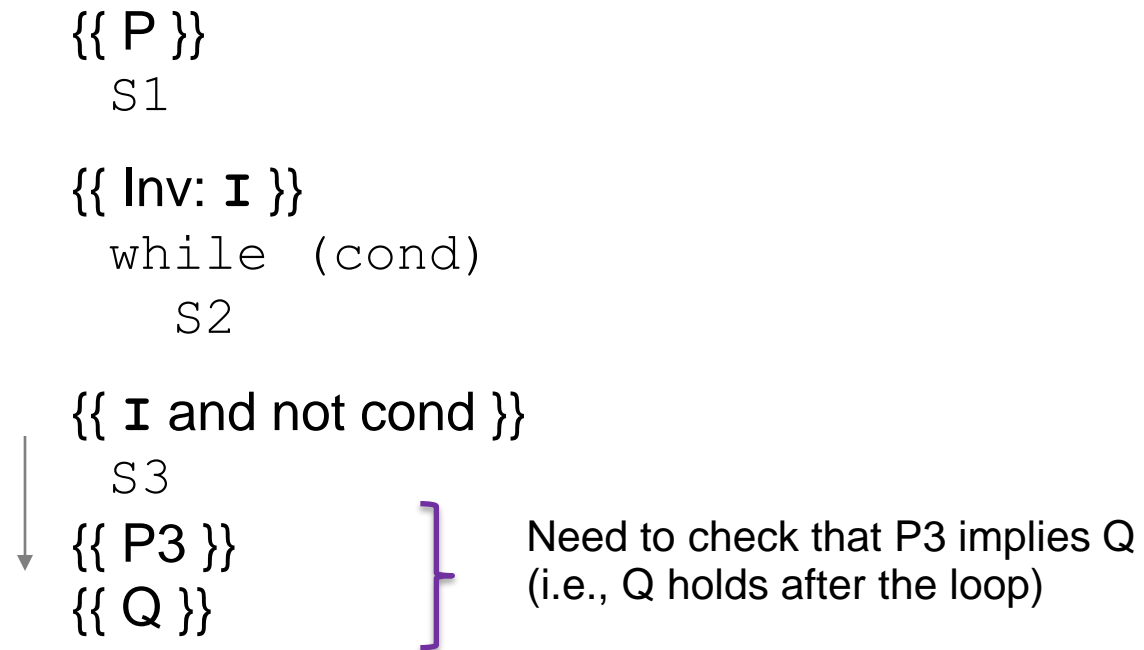 {{ P }}
S1
{{ Inv: I }}
while (cond)
S2
{{ I and not cond }}
S3
{{ P3 }}
{{ Q }}
Need to check that P3 implies Q
(i.e., Q holds after the loop)